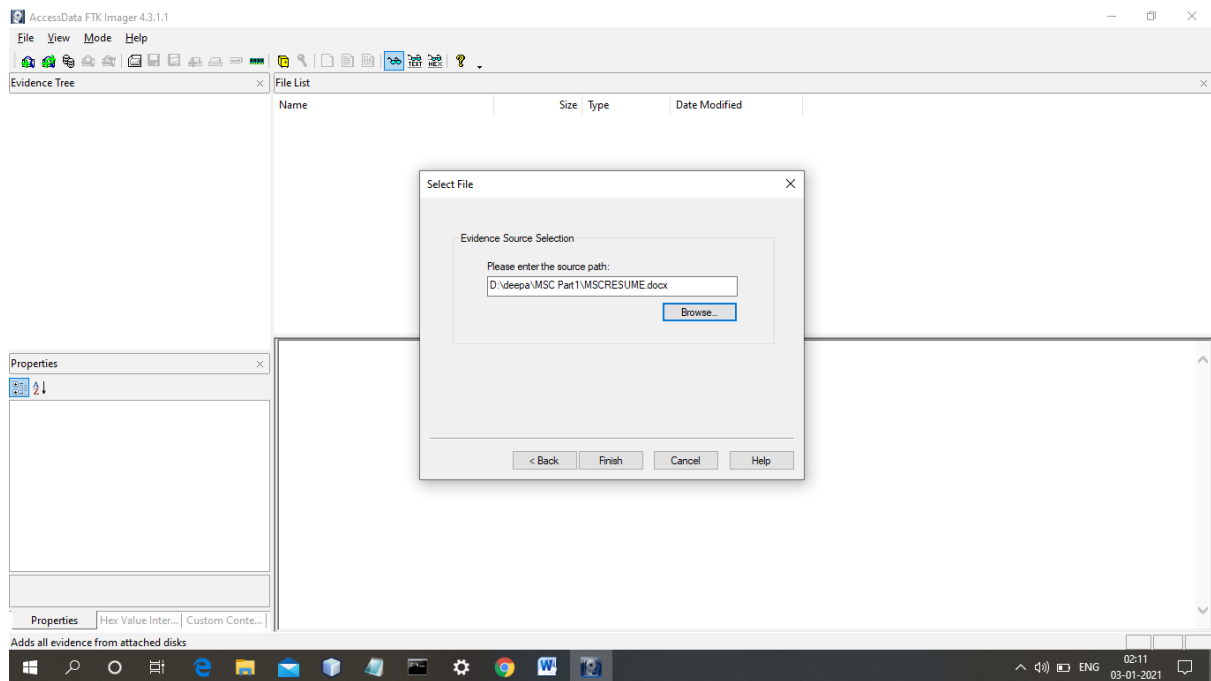 AccessData FTK Imager 4.3.1.1
File View Mode Help
Evidence Tree
File List
Name Size Type Date Modified
Select File
Evidence Source Selection
Please enter the source path:
D:\deepa\MSC Part1\MSCRESUME.docx
Browse...
< Back Finish Cancel Help
Properties
Properties Hex Value Inter... Custom Conte...
Adds all evidence from attached disks
ENG
02:11
03-01-2021